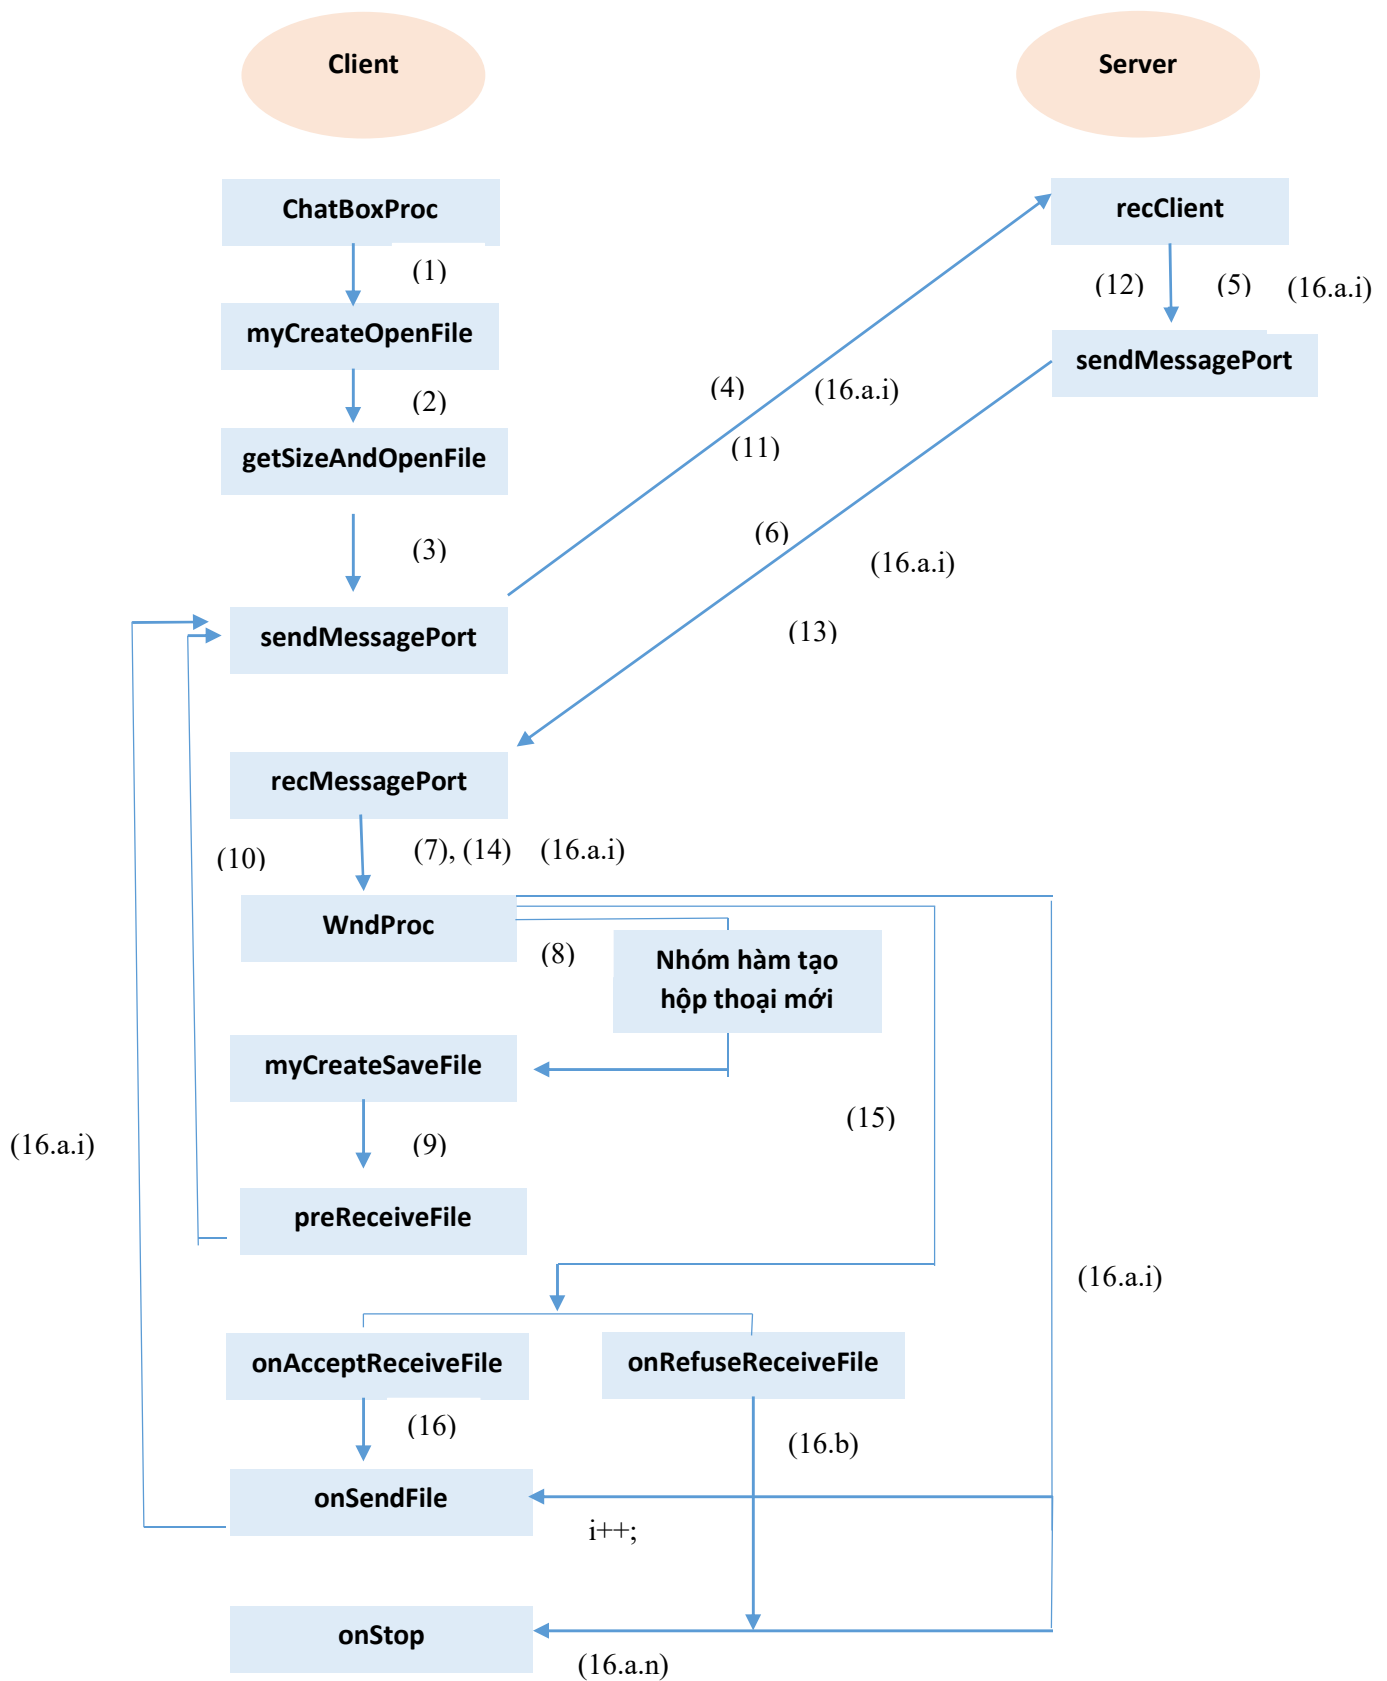 Client
Server
ChatBoxProc
recClient
(1)
(12)
(5)
(16.a.i)
myCreateOpenFile
sendMessagePort
(2)
(4)
(16.a.i)
getSizeAndOpenFile
(11)
(3)
(6)
(16.a.i)
sendMessagePort
(13)
recMessagePort
(10)
(7), (14)
(16.a.i)
WndProc
(8)
Nhóm hàm tạo
hộp thoại mới
myCreateSaveFile
(15)
(16.a.i)
(9)
preReceiveFile
(16.a.i)
onAcceptReceiveFile
onRefuseReceiveFile
(16)
(16.b)
onSendFile
i++;
onStop
(16.a.n)